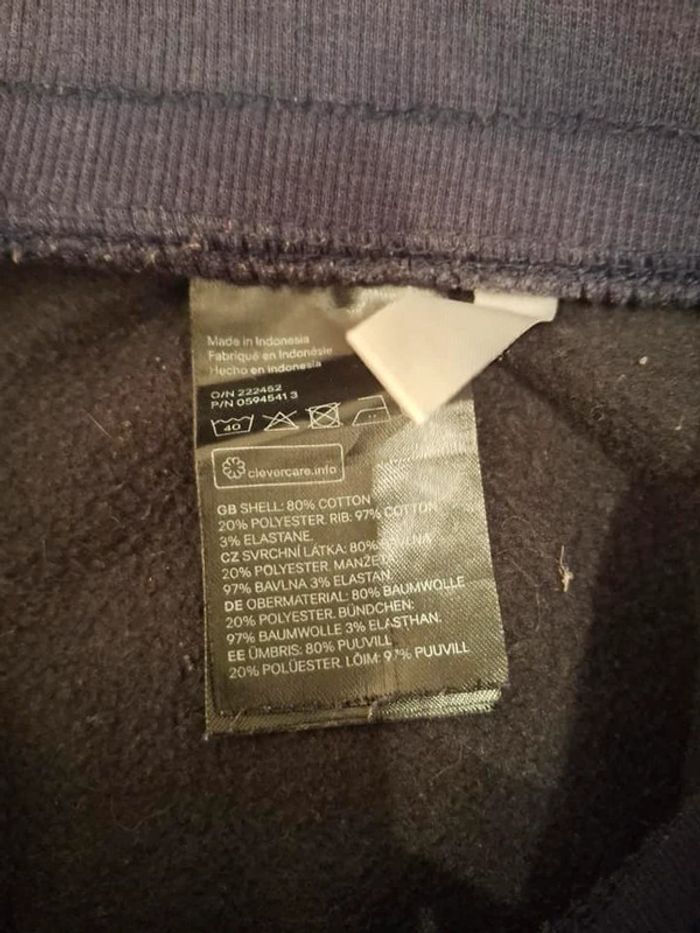 Made in Indonesia
Fabriqué en Indonésie
Hecho en indonesia
O/N 222452
P/N 0594541 3
40
clevercare.info
GB SHELL: 80% COTTON
20% POLYESTER. RIB: 97% COTTON
3% ELASTANE.
CZ SVRCHNÍ LÁTKA: 80%
20% POLYESTER.
97% BAVLNA 3% ELASTAN.
DE OBERMATERIAL: 80% BAUMWOLLE
20% POLYESTER. BÜNDCHEN:
97% BAUMWOLLE 3% ELASTHAN.
EE ÜMBRIS: 80% PUUVILL
20% POLÜESTER. LÕIM: 97% PUUVILL